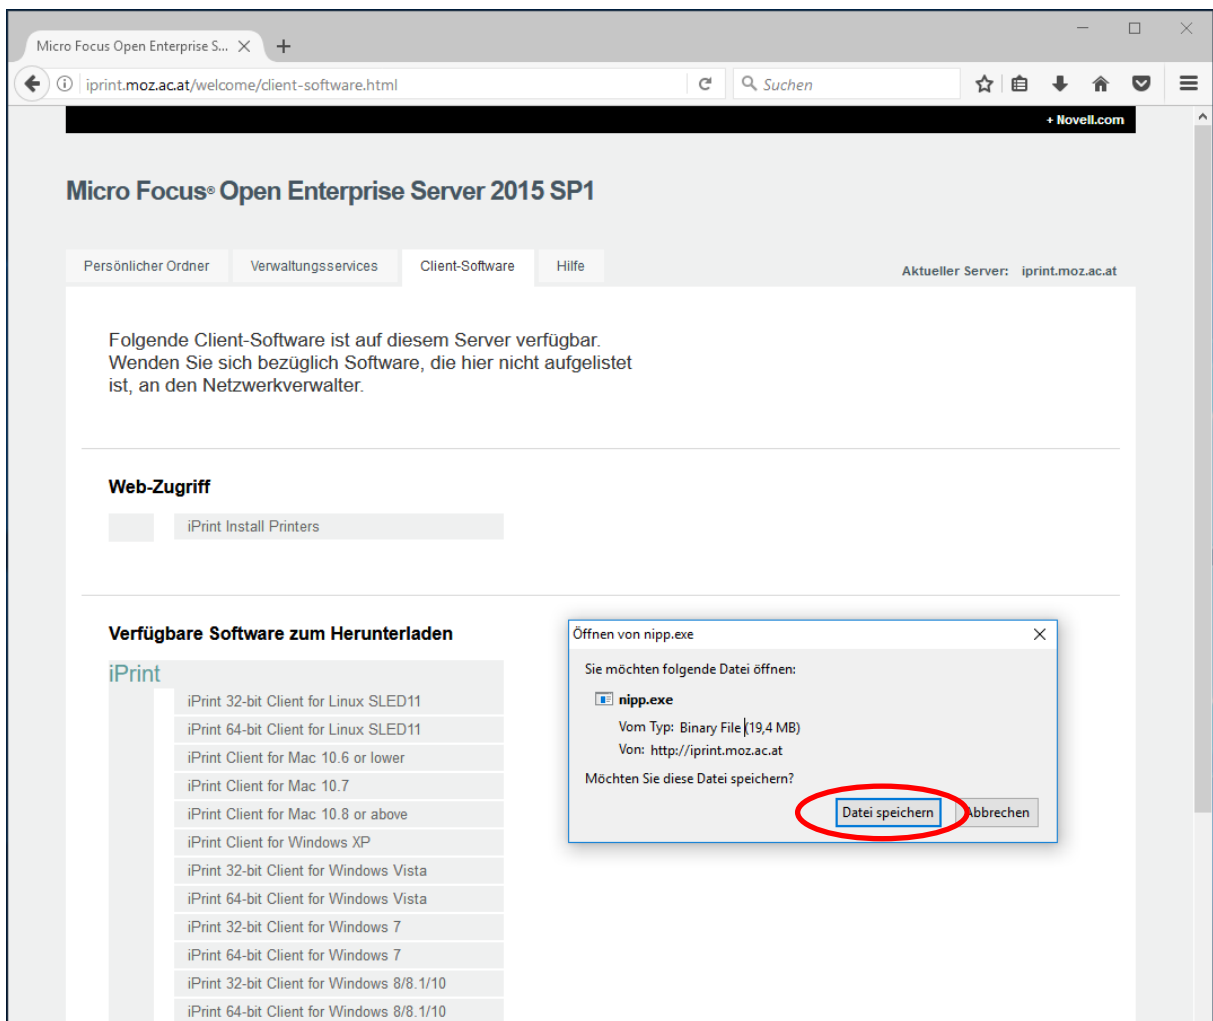 Micro Focus Open Enterprise S...
iprint.moz.ac.at/welcome/client-software.html
Suchen
+ Novell.com
Micro Focus® Open Enterprise Server 2015 SP1
Persönlicher Ordner
Verwaltungsservices
Client-Software
Hilfe
Aktueller Server: iprint.moz.ac.at
Folgende Client-Software ist auf diesem Server verfügbar.
Wenden Sie sich bezüglich Software, die hier nicht aufgelistet
ist, an den Netzwerkverwalter.
Web-Zugriff
iPrint Install Printers
Verfügbare Software zum Herunterladen
iPrint
iPrint 32-bit Client for Linux SLED11
iPrint 64-bit Client for Linux SLED11
iPrint Client for Mac 10.6 or lower
iPrint Client for Mac 10.7
iPrint Client for Mac 10.8 or above
iPrint Client for Windows XP
iPrint 32-bit Client for Windows Vista
iPrint 64-bit Client for Windows Vista
iPrint 32-bit Client for Windows 7
iPrint 64-bit Client for Windows 7
iPrint 32-bit Client for Windows 8/8.1/10
iPrint 64-bit Client for Windows 8/8.1/10
Öffnen von nipp.exe
Sie möchten folgende Datei öffnen:
nipp.exe
Vom Typ: Binary File (19,4 MB)
Von: http://iprint.moz.ac.at
Möchten Sie diese Datei speichern?
Datei speichern
Abbrechen